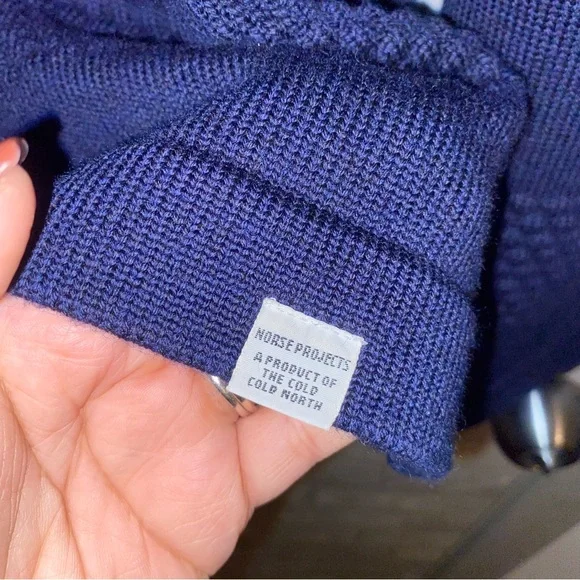 NORSE PROJECTS
A PRODUCT OF
THE COLD
COLD NORTH